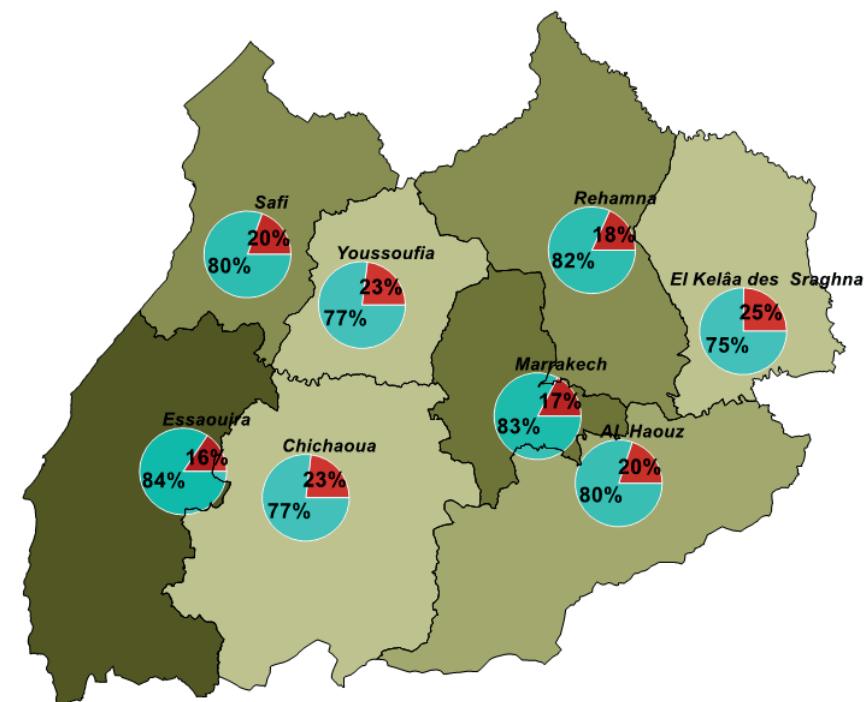 Safi
20%
80%
Rehamna
18%
82%
Youssoufia
23%
77%
El Kelâa des Sraghna
25%
75%
Marrakech
17%
83%
Essaouira
16%
84%
Chichaoua
23%
77%
AL Haouz
20%
80%